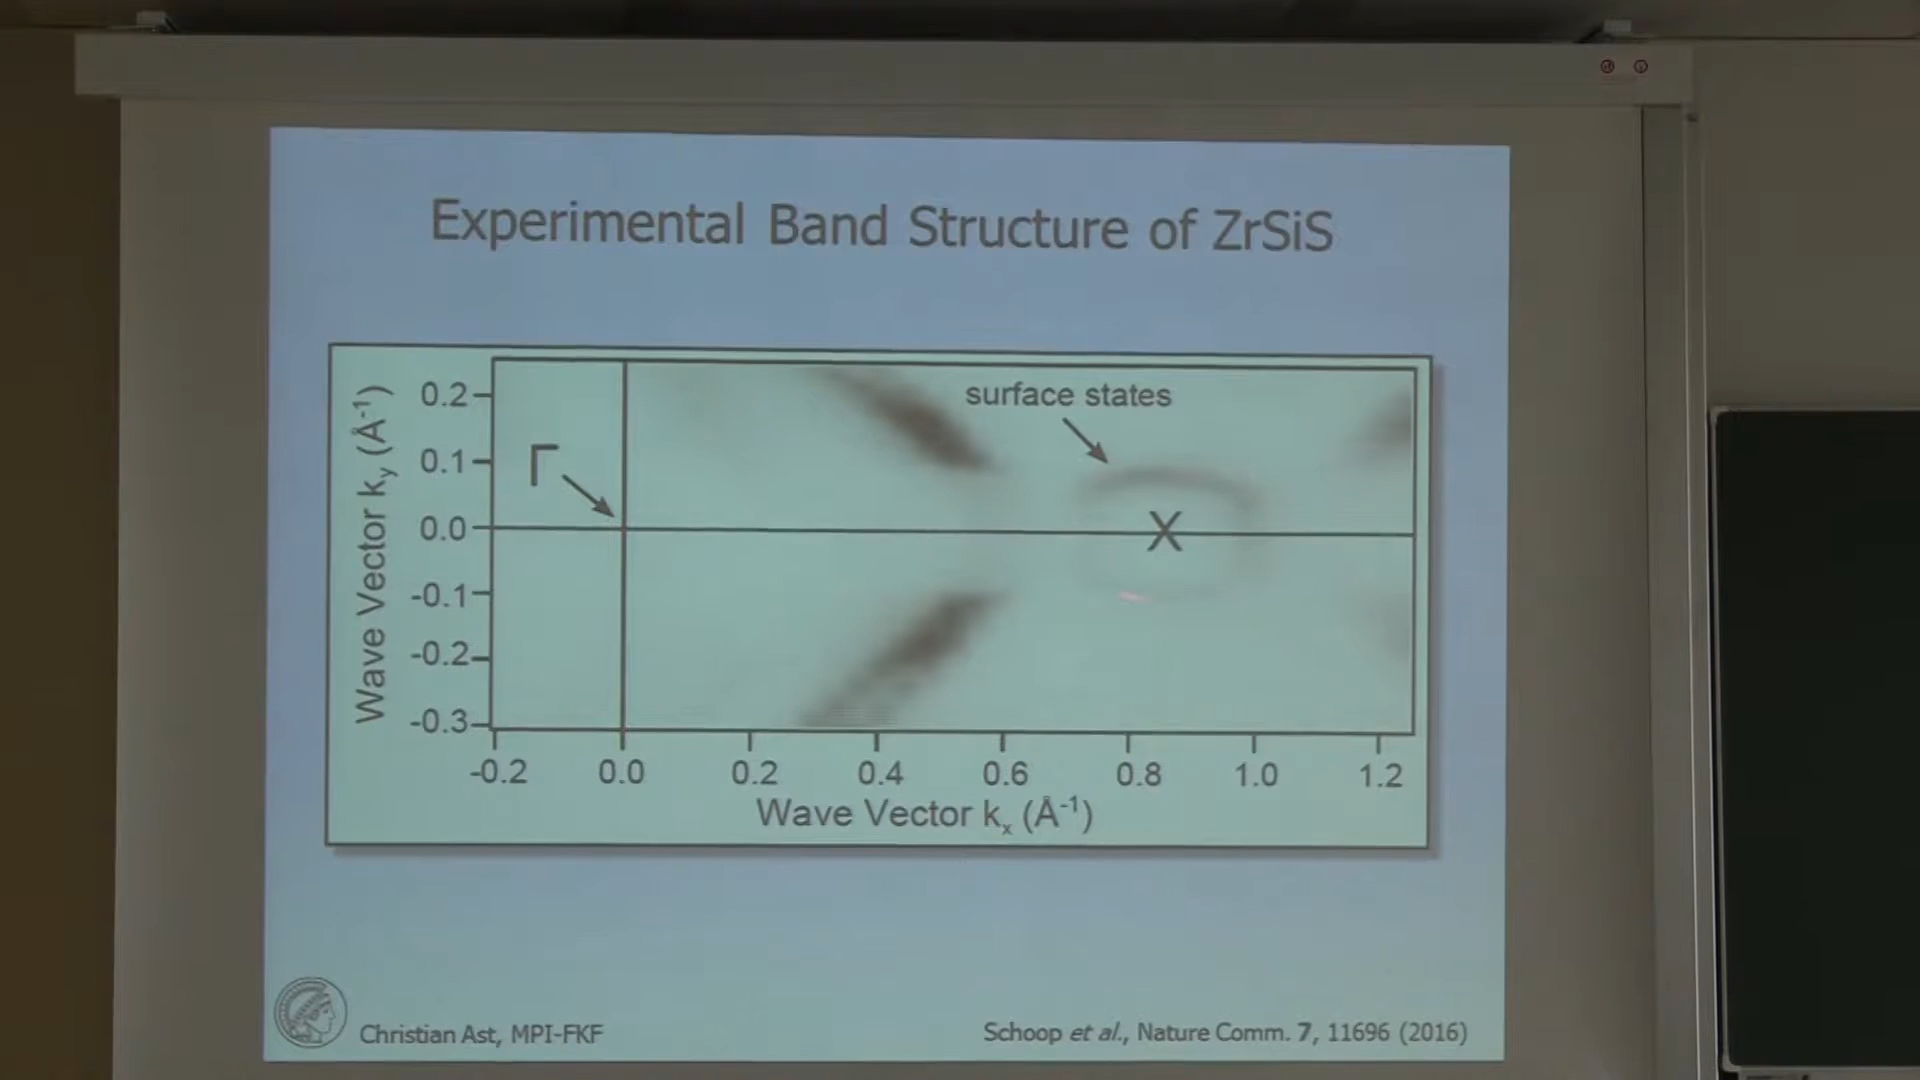 Experimental Band Structure of ZrSiS
surface states
Γ
X
0.2
0.1
0.0
-0.1
-0.2
-0.3
Wave Vector ky (Å-1)
-0.2 0.0 0.2 0.4 0.6 0.8 1.0 1.2
Wave Vector kx (Å-1)
Christian Ast, MPI-FKF
Schoop et al., Nature Comm. 7, 11696 (2016)